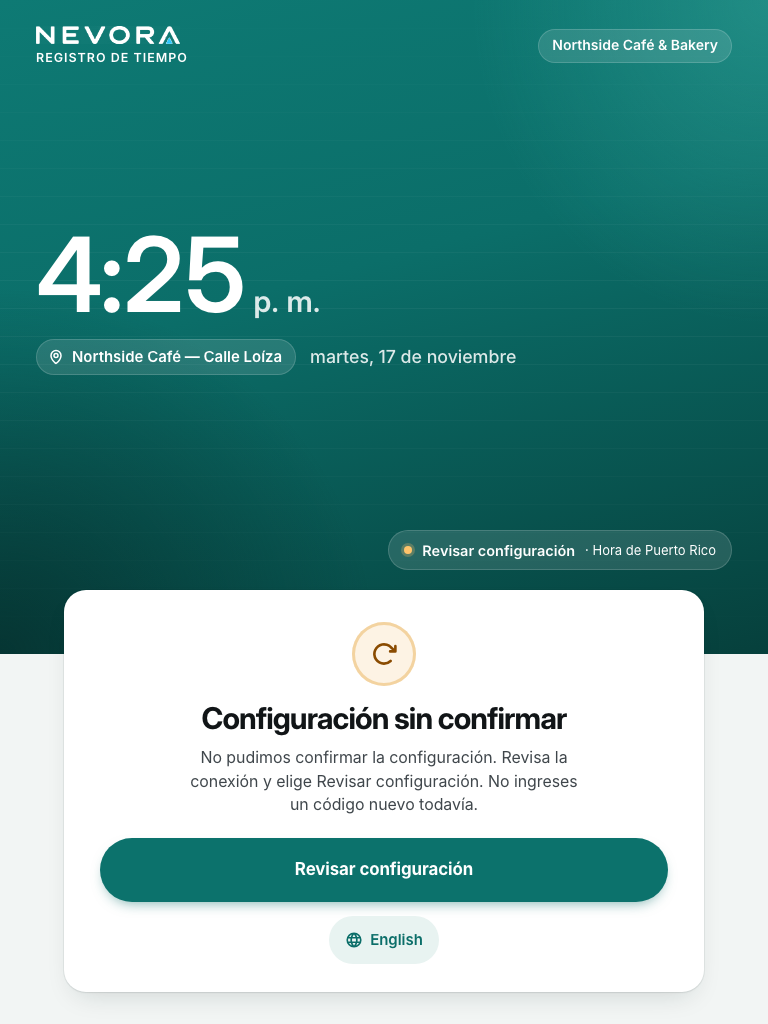 NEVORA
REGISTRO DE TIEMPO
Northside Café & Bakery
4:25 p. m.
Northside Café — Calle Loíza
martes, 17 de noviembre
Revisar configuración · Hora de Puerto Rico
Configuración sin confirmar
No pudimos confirmar la configuración. Revisa la
conexión y elige Revisar configuración. No ingreses
un código nuevo todavía.
Revisar configuración
English